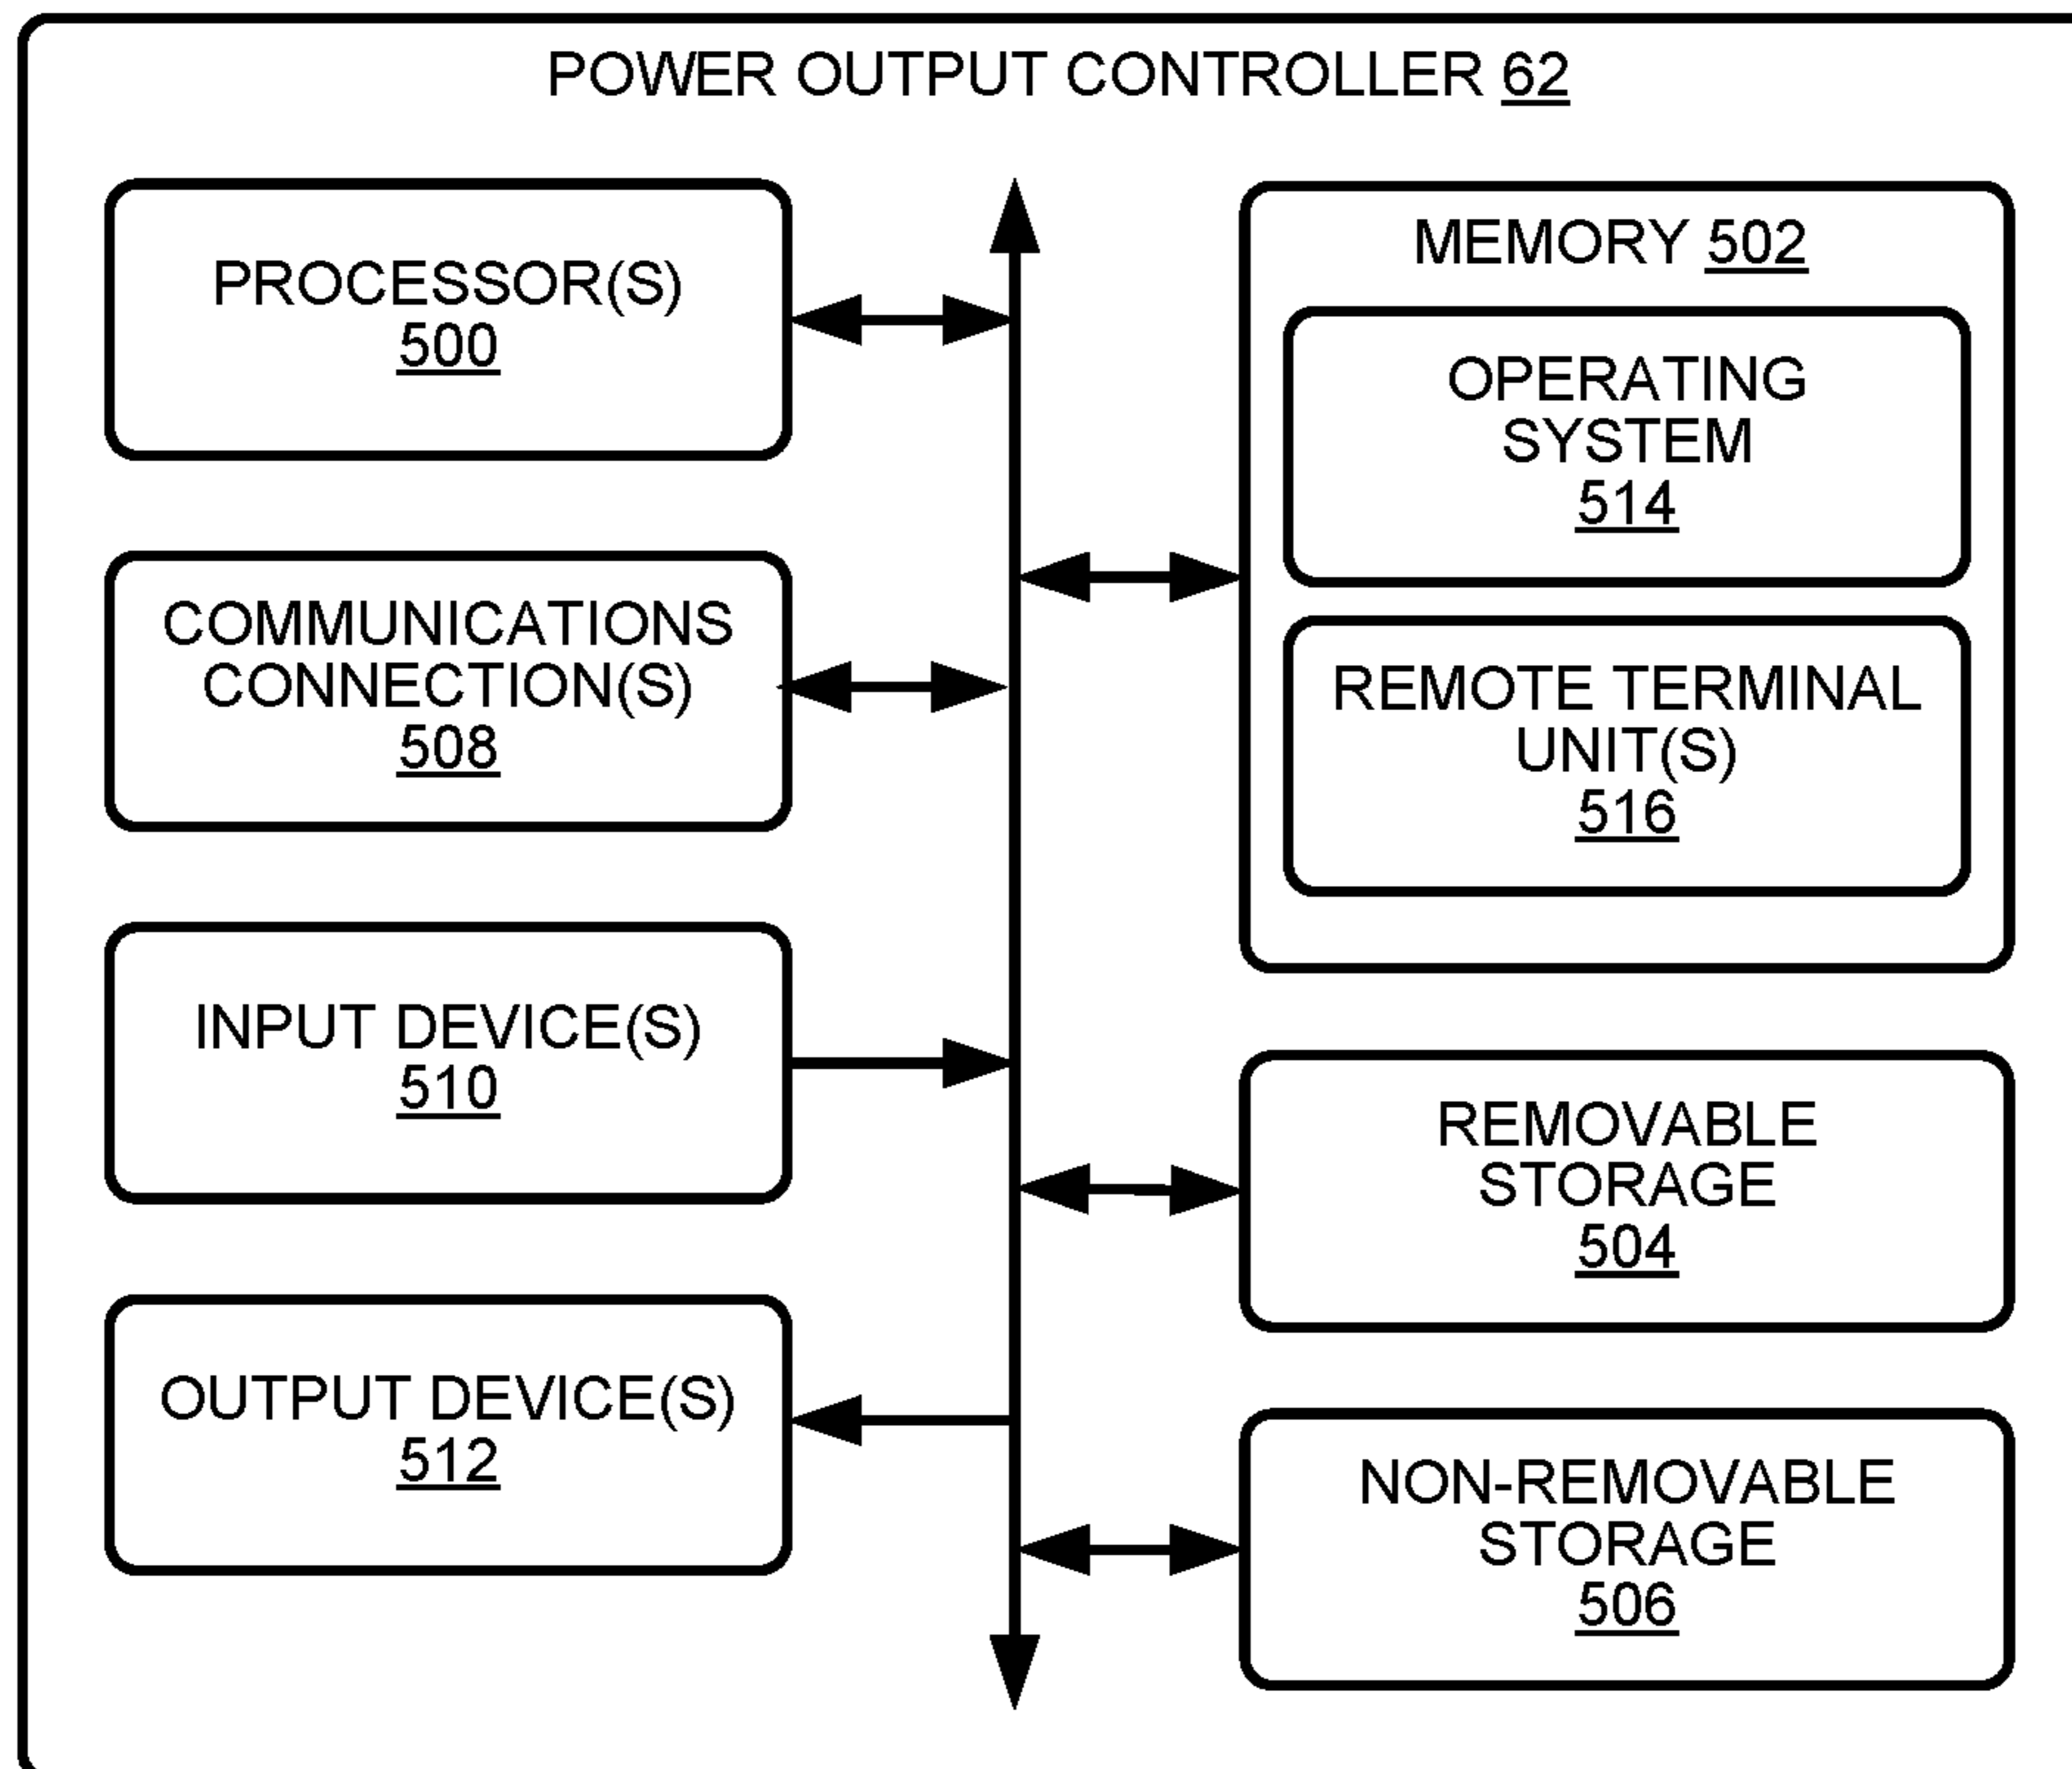 POWER OUTPUT CONTROLLER 62
PROCESSOR(S)
500
COMMUNICATIONS
CONNECTION(S)
508
INPUT DEVICE(S)
510
OUTPUT DEVICE(S)
512
MEMORY 502
OPERATING
SYSTEM
514
REMOTE TERMINAL
UNIT(S)
516
REMOVABLE
STORAGE
504
NON-REMOVABLE
STORAGE
506